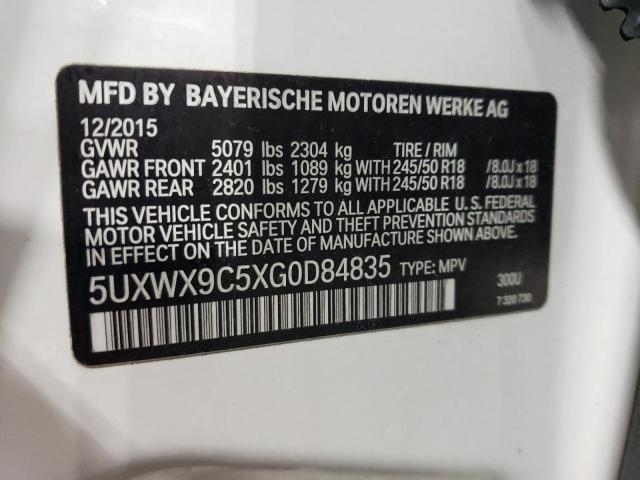 MFD BY BAYERISCHE MOTOREN WERKE AG
12/2015
GVWR 5079 lbs 2304 kg TIRE / RIM
GAWR FRONT 2401 lbs 1089 kg WITH 245/50 R18 /8.0J x 18
GAWR REAR 2820 lbs 1279 kg WITH 245/50 R18 /8.0J x 18
THIS VEHICLE CONFORMS TO ALL APPLICABLE U. S. FEDERAL
MOTOR VEHICLE SAFETY AND THEFT PREVENTION STANDARDS
IN EFFECT ON THE DATE OF MANUFACTURE SHOWN ABOVE.
5UXWX9C5XG0D84835 TYPE: MPV 300U
7 320 730